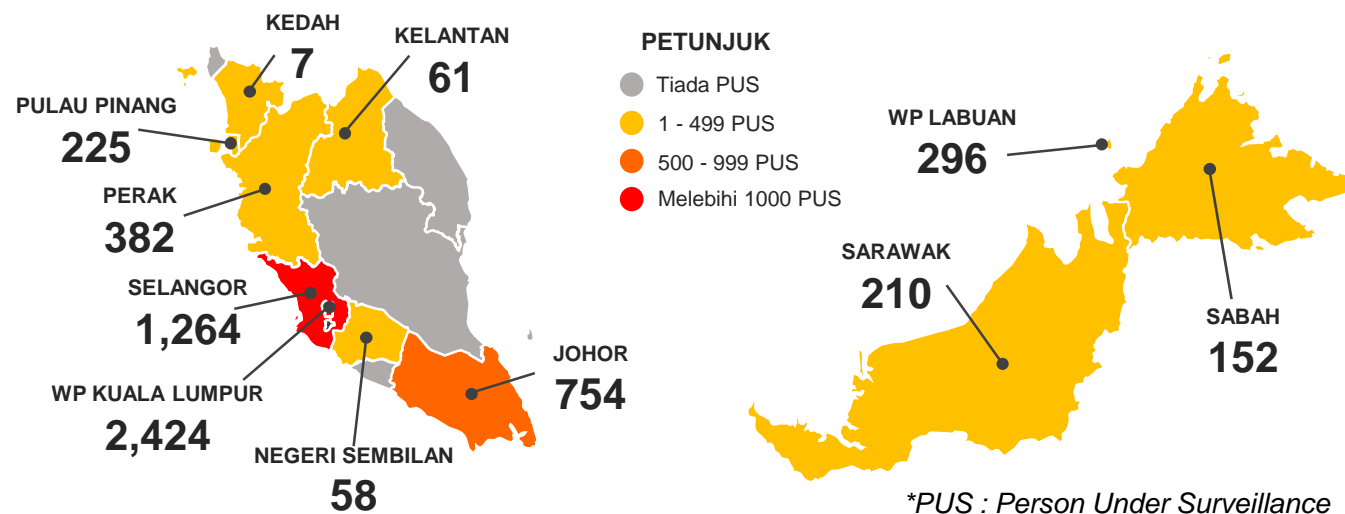 KEDAH
7
KELANTAN
61
PULAU PINANG
225
PERAK
382
SELANGOR
1,264
WP KUALA LUMPUR
2,424
NEGERI SEMBILAN
58
JOHOR
754
PETUNJUK
Tiada PUS
1 - 499 PUS
500 - 999 PUS
Melebihi 1000 PUS
WP LABUAN
296
SARAWAK
210
SABAH
152
*PUS : Person Under Surveillance